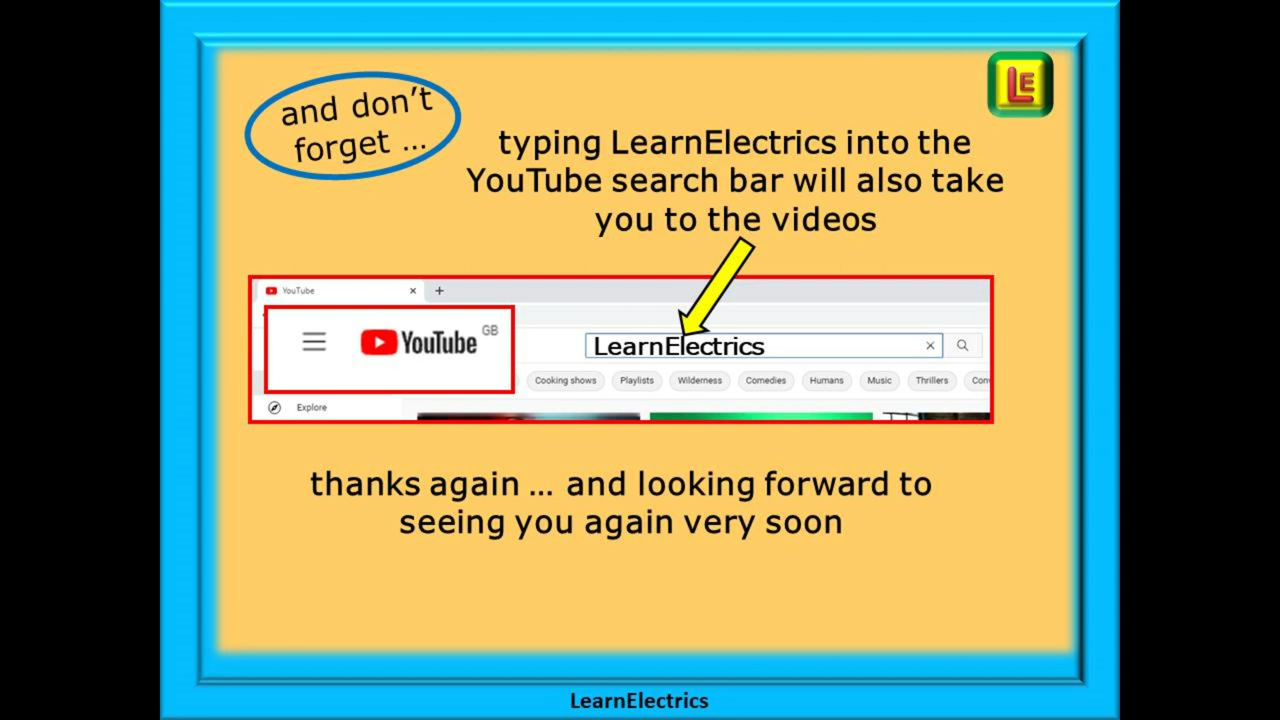 and don't
forget ...
LE
typing LearnElectrics into the
YouTube search bar will also take
you to the videos
YouTube × +
YouTube GB
LearnElectrics ×
Cooking shows Playlists Wilderness Comedies Humans Music Thrillers
Explore
thanks again ... and looking forward to
seeing you again very soon
LearnElectrics